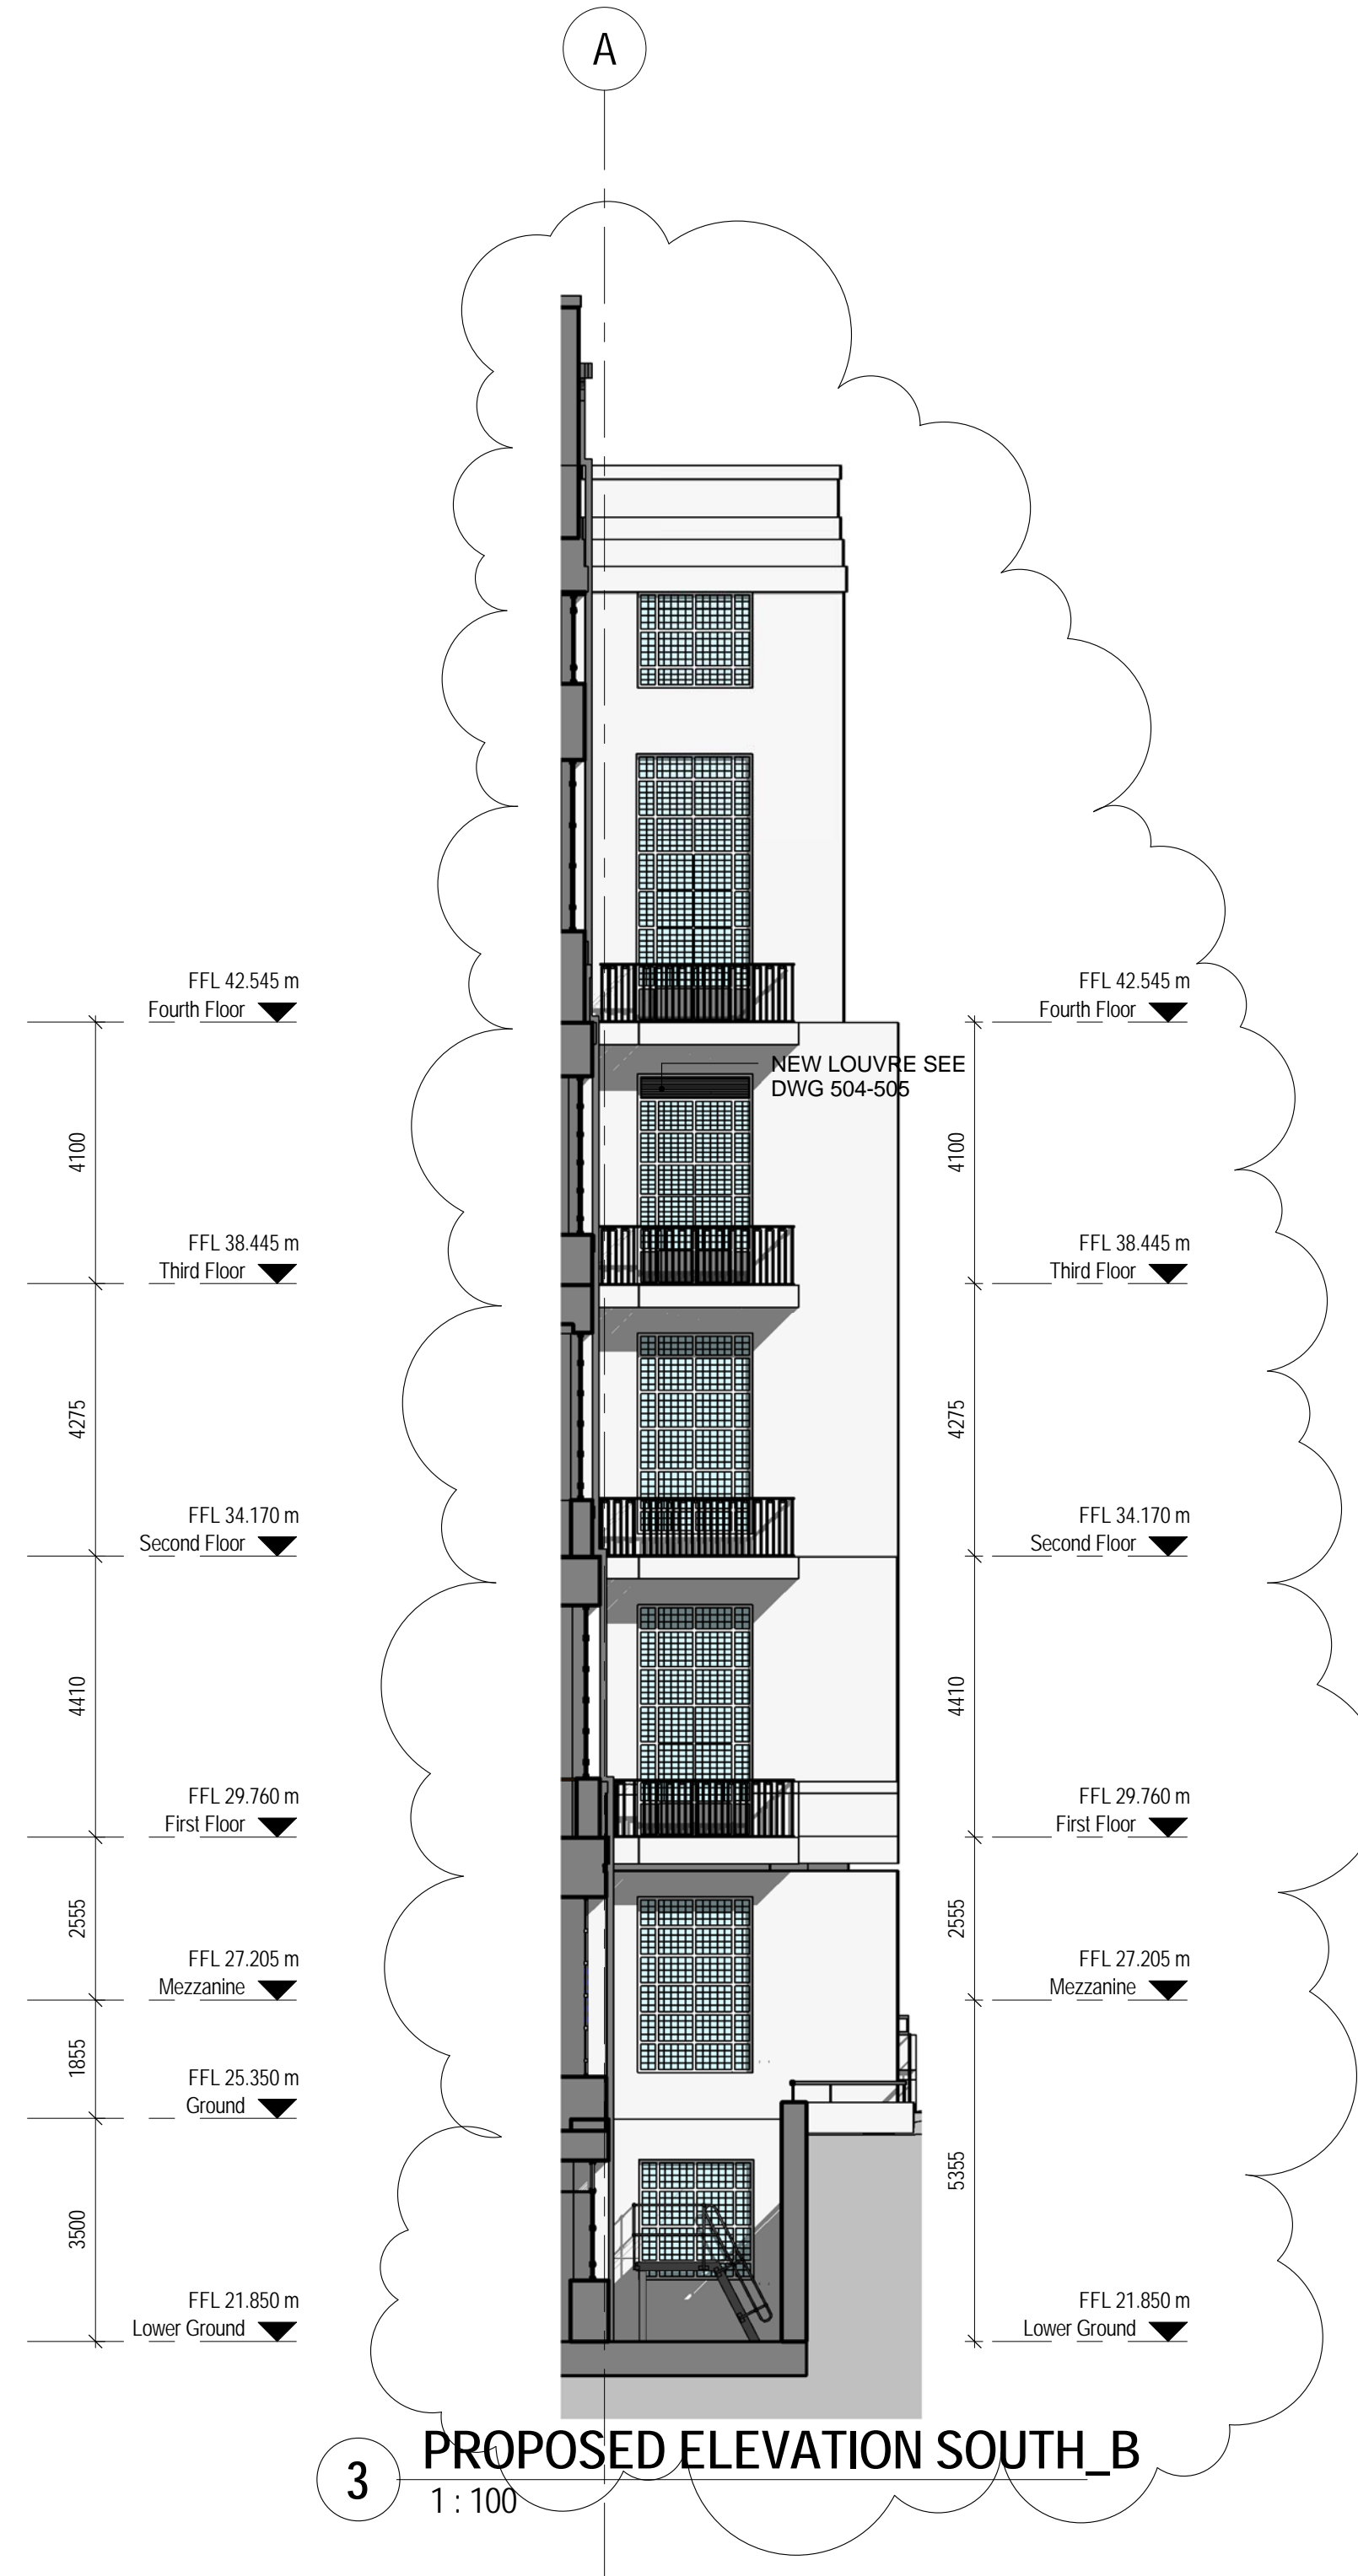 A
FFL 42.545 m
Fourth Floor
FFL 42.545 m
Fourth Floor
NEW LOUVRE SEE
DWG 504-505
4100
4100
FFL 38.445 m
Third Floor
FFL 38.445 m
Third Floor
4275
4275
FFL 34.170 m
Second Floor
FFL 34.170 m
Second Floor
4410
4410
FFL 29.760 m
First Floor
FFL 29.760 m
First Floor
2555
2555
FFL 27.205 m
Mezzanine
FFL 27.205 m
Mezzanine
1855
FFL 25.350 m
Ground
5355
3500
FFL 21.850 m
Lower Ground
FFL 21.850 m
Lower Ground
3
PROPOSED ELEVATION SOUTH_B
1 : 100